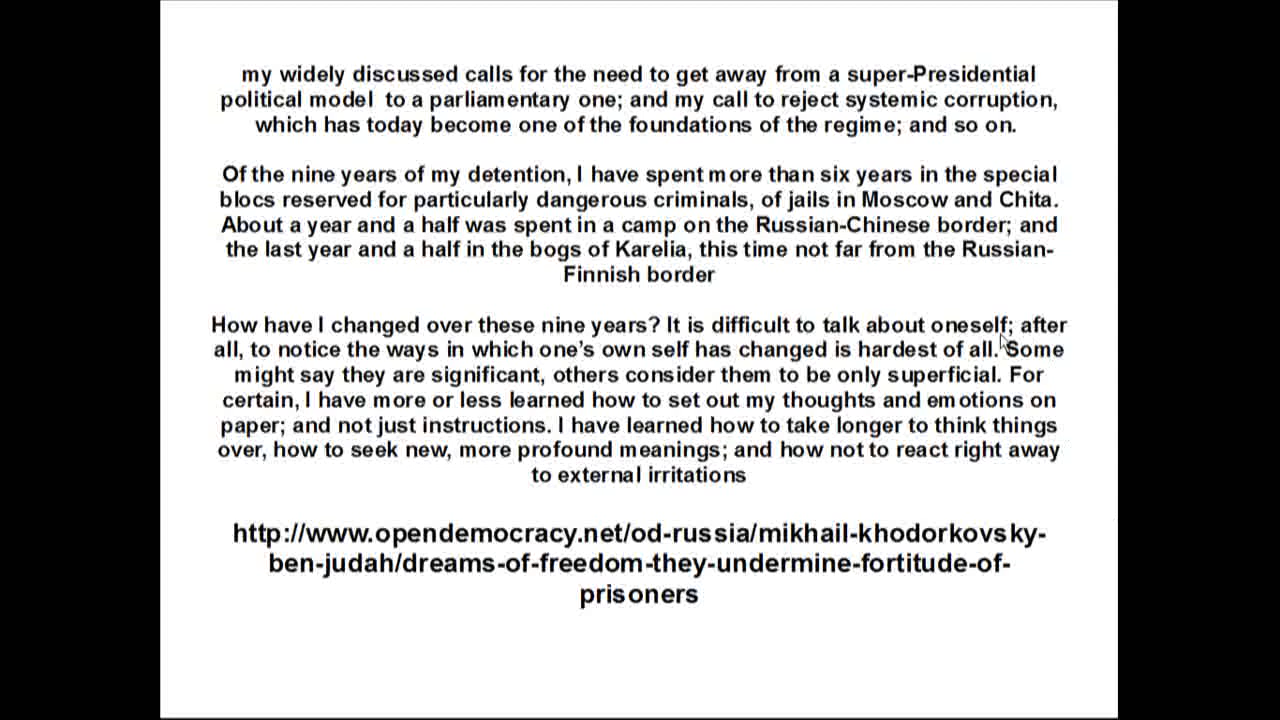 my widely discussed calls for the need to get away from a super-Presidential
political model to a parliamentary one; and my call to reject systemic corruption,
which has today become one of the foundations of the regime; and so on.
Of the nine years of my detention, I have spent more than six years in the special
blocs reserved for particularly dangerous criminals, of jails in Moscow and Chita.
About a year and a half was spent in a camp on the Russian-Chinese border; and
the last year and a half in the bogs of Karelia, this time not far from the Russian-
Finnish border
How have I changed over these nine years? It is difficult to talk about oneself; after
all, to notice the ways in which one's own self has changed is hardest of all. Some
might say they are significant, others consider them to be only superficial. For
certain, I have more or less learned how to set out my thoughts and emotions on
paper; and not just instructions. I have learned how to take longer to think things
over, how to seek new, more profound meanings; and how not to react right away
to external irritations
http://www.opendemocracy.net/od-russia/mikhail-khodorkovsky-
ben-judah/dreams-of-freedom-they-undermine-fortitude-of-
prisoners